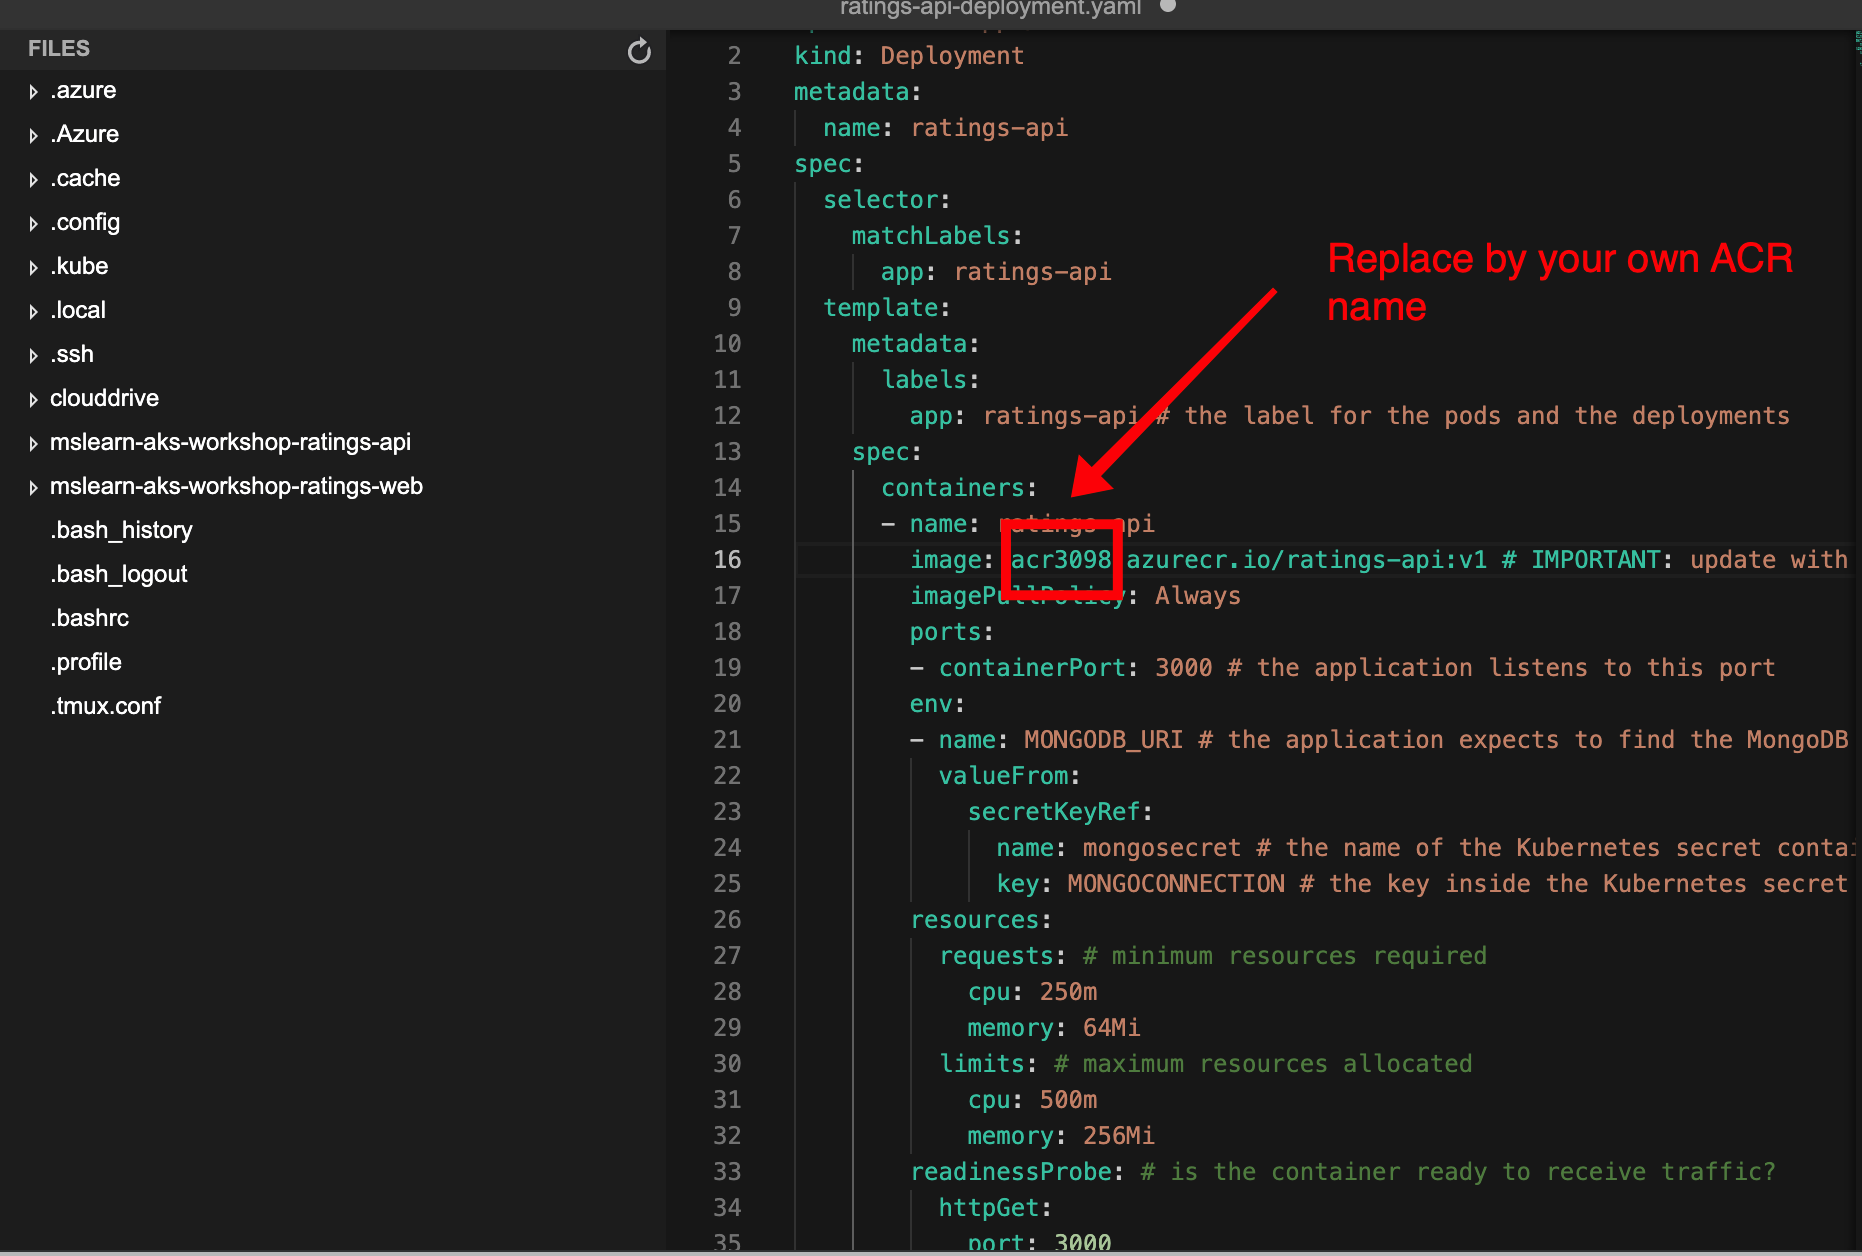 ratings-api-deployment.yaml
FILES
.azure
.Azure
.cache
.config
.kube
.local
.ssh
clouddrive
mslearn-aks-workshop-ratings-api
mslearn-aks-workshop-ratings-web
.bash_history
.bash_logout
.bashrc
.profile
.tmux.conf
2 kind: Deployment
3 metadata:
4 name: ratings-api
5 spec:
6 selector:
7 matchLabels:
8 app: ratings-api
9 template:
10 metadata:
11 labels:
12 app: ratings-api # the label for the pods and the deployments
13 spec:
14 containers:
15 - name: ratings-api
16 image: acr3098 azurecr.io/ratings-api:v1 # IMPORTANT: update with
17 imagePullPolicy: Always
18 ports:
19 - containerPort: 3000 # the application listens to this port
20 env:
21 - name: MONGODB_URI # the application expects to find the MongoDB
22 valueFrom:
23 secretKeyRef:
24 name: mongosecret # the name of the Kubernetes secret contai
25 key: MONGOCONNECTION # the key inside the Kubernetes secret
26 resources:
27 requests: # minimum resources required
28 cpu: 250m
29 memory: 64Mi
30 limits: # maximum resources allocated
31 cpu: 500m
32 memory: 256Mi
33 readinessProbe: # is the container ready to receive traffic?
34 httpGet:
35 port: 3000
Replace by your own ACR
name